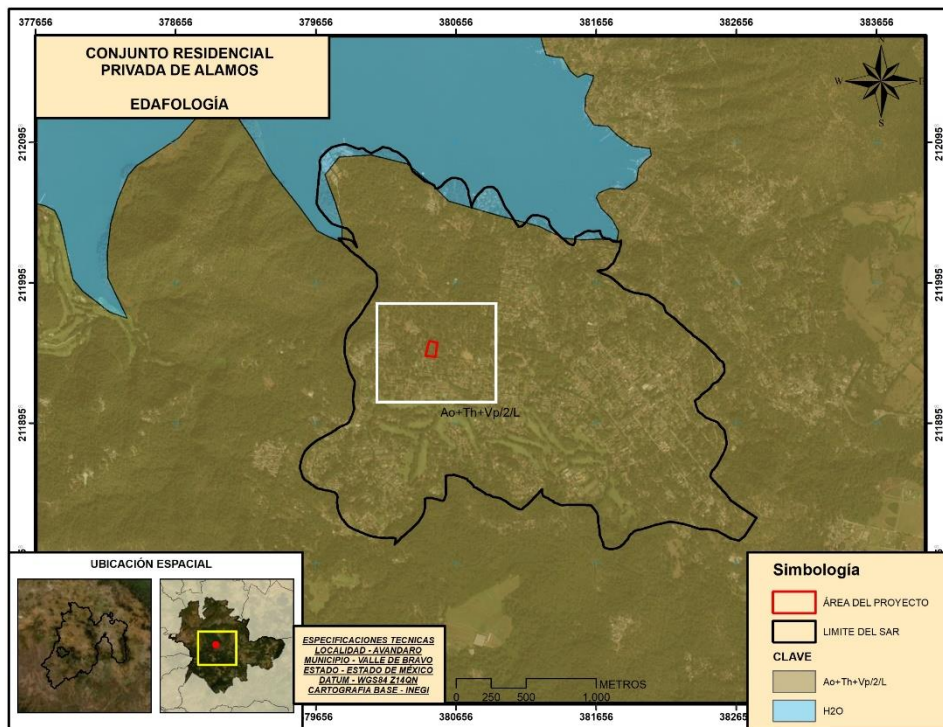 377656 378656 379656 380656 381656 382656 383656
CONJUNTO RESIDENCIAL
PRIVADA DE ALAMOS
EDAFOLOGÍA
N
W E
S
212095
212095
211995
211995
Ao+Th+Vp/2/L
211895
211895
UBICACIÓN ESPACIAL
ESPECIFICACIONES TECNICAS
LOCALIDAD - AVANDARO
MUNICIPIO - VALLE DE BRAVO
ESTADO - ESTADO DE MÉXICO
DATUM - WGS84 Z14QN
CARTOGRAFIA BASE - INEGI
METROS
0 250 500 1,000
Simbología
ÁREA DEL PROYECTO
LIMITE DEL SAR
CLAVE
Ao+Th+Vp/2/L
H2O
79656 380656 381656 38265